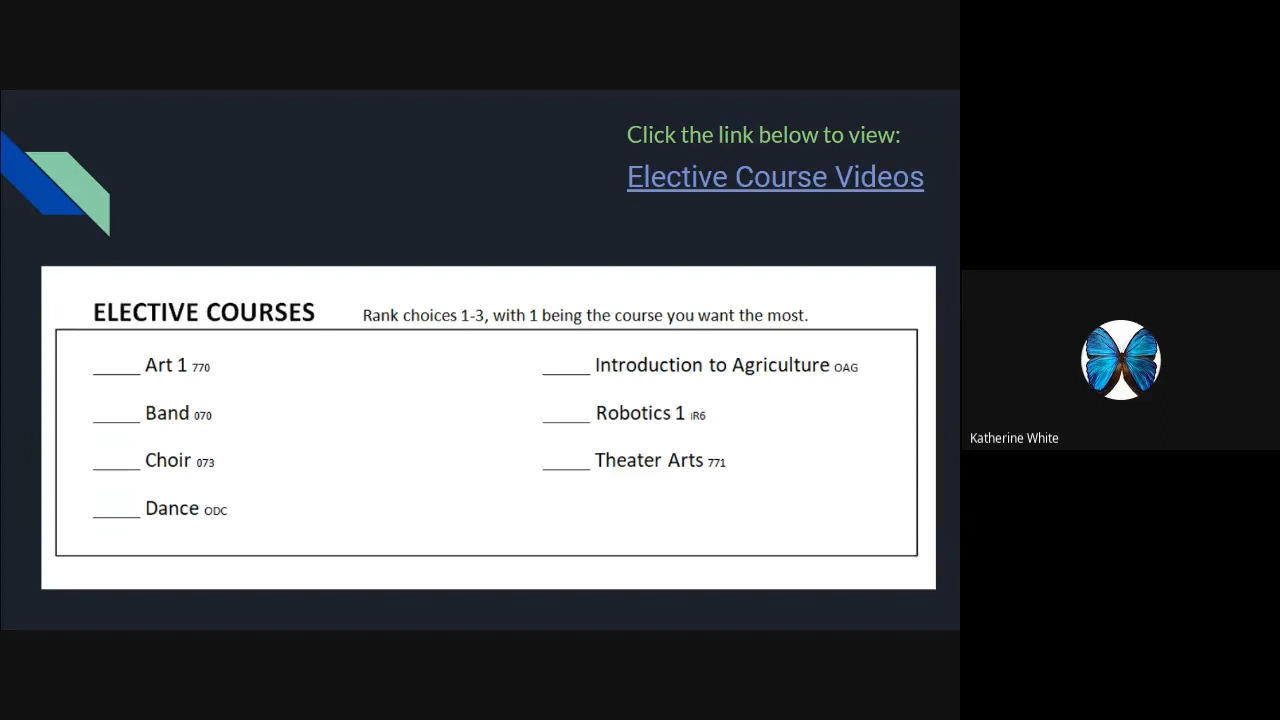 Click the link below to view:
Elective Course Videos
ELECTIVE COURSES Rank choices 1-3, with 1 being the course you want the most.
_____ Art 1 770
_____ Band 070
_____ Choir 073
_____ Dance ODC
_____ Introduction to Agriculture OAG
_____ Robotics 1 iR6
_____ Theater Arts 771
Katherine White